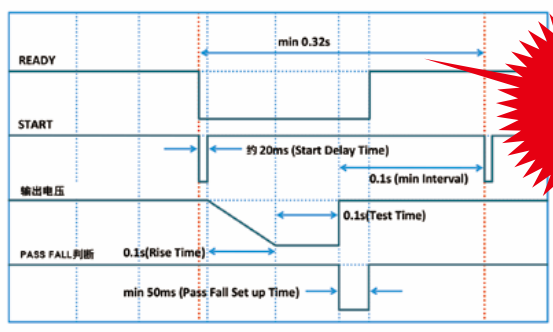 min 0.32s
READY
START
约 20ms (Start Delay Time)
0.1s (min Interval)
输出电压
0.1s(Test Time)
PASS FALL判断
0.1s(Rise Time)
min 50ms (Pass Fall Set up Time)